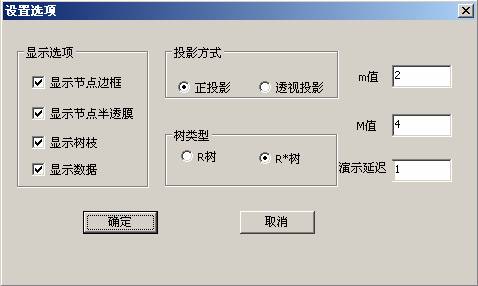 设置选项
显示选项
显示节点边框
显示节点半透膜
显示树枝
显示数据
投影方式
正投影
透视投影
树类型
R树
R*树
m值
2
M值
4
演示延迟
1
确定
取消